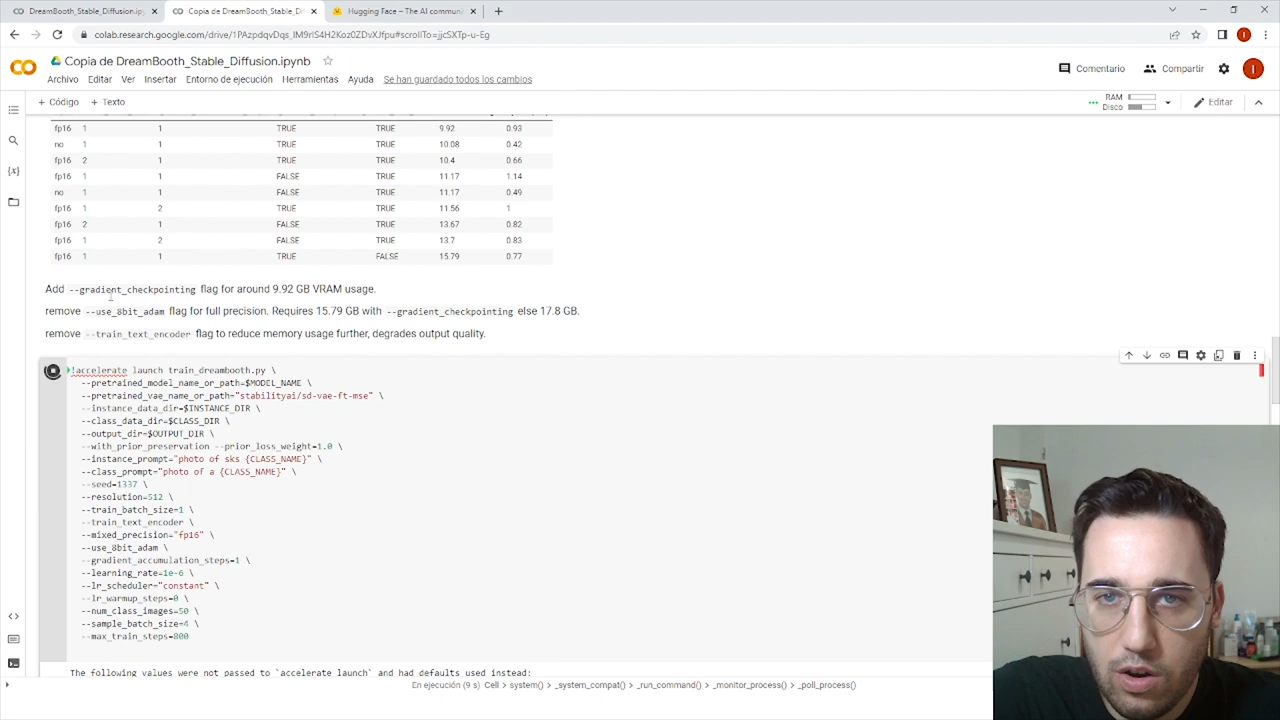 DreamBooth_Stable_Diffusion.ipyn
Copia de DreamBooth_Stable_Dif
Hugging Face – The AI communi
colab.research.google.com/drive/1PAzpdqvDqs_lM9rlS4H2Koz0ZDvXJfpu#scrollTo=jjcSXTp-u-Eg
Copia de DreamBooth_Stable_Diffusion.ipynb
Archivo Editar Ver Insertar Entorno de ejecución Herramientas Ayuda Se han guardado todos los cambios
Comentario Compartir
+ Código + Texto
RAM
Disco
Editar
fp16 1 1 TRUE TRUE 9.92 0.93
no 1 1 TRUE TRUE 10.08 0.42
fp16 2 1 TRUE TRUE 10.4 0.66
fp16 1 1 FALSE TRUE 11.17 1.14
no 1 1 FALSE TRUE 11.17 0.49
fp16 1 2 TRUE TRUE 11.56 1
fp16 2 1 FALSE TRUE 13.67 0.82
fp16 1 2 FALSE TRUE 13.7 0.83
fp16 1 1 TRUE FALSE 15.79 0.77
Add --gradient_checkpointing flag for around 9.92 GB VRAM usage.
remove --use_8bit_adam flag for full precision. Requires 15.79 GB with --gradient_checkpointing else 17.8 GB.
remove --train_text_encoder flag to reduce memory usage further, degrades output quality.
!accelerate launch train_dreambooth.py \
--pretrained_model_name_or_path=$MODEL_NAME \
--pretrained_vae_name_or_path="stabilityai/sd-vae-ft-mse" \
--instance_data_dir=$INSTANCE_DIR \
--class_data_dir=$CLASS_DIR \
--output_dir=$OUTPUT_DIR \
--with_prior_preservation --prior_loss_weight=1.0 \
--instance_prompt="photo of sks {CLASS_NAME}" \
--class_prompt="photo of a {CLASS_NAME}" \
--seed=1337 \
--resolution=512 \
--train_batch_size=1 \
--train_text_encoder \
--mixed_precision="fp16" \
--use_8bit_adam \
--gradient_accumulation_steps=1 \
--learning_rate=1e-6 \
--lr_scheduler="constant" \
--lr_warmup_steps=0 \
--num_class_images=50 \
--sample_batch_size=4 \
--max_train_steps=800
The following values were not passed to `accelerate launch` and had defaults used instead:
En ejecución (9 s) Cell > system() > _system_compat() > _run_command() > _monitor_process() > _poll_process()